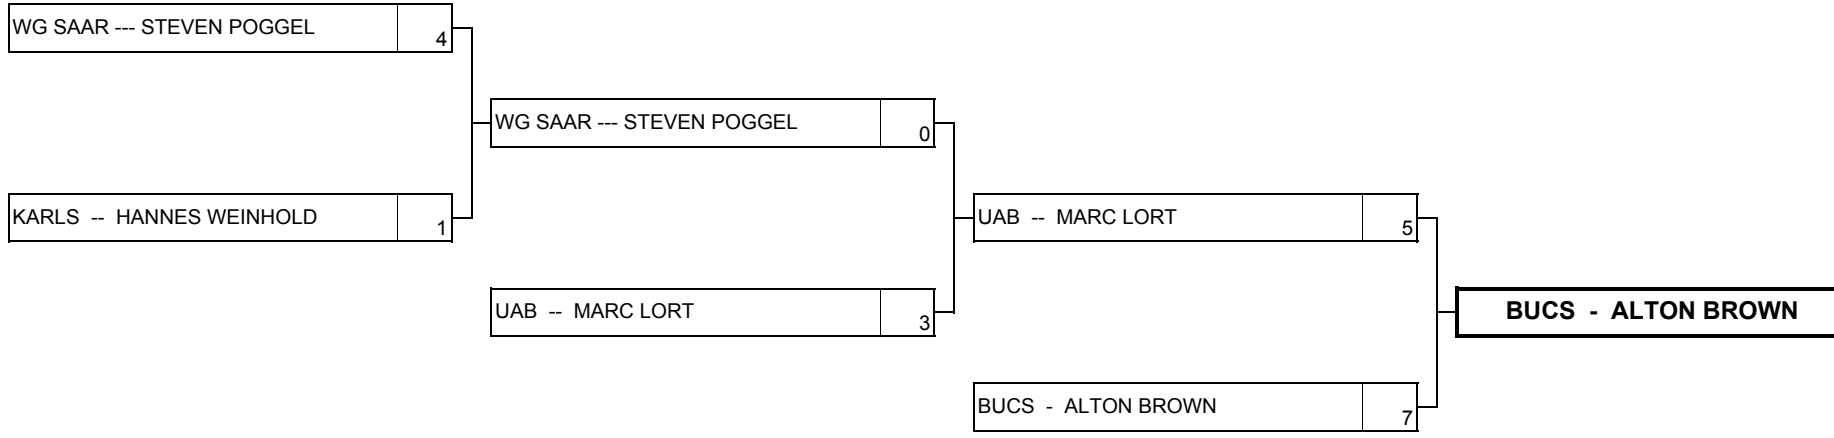 WG SAAR --- STEVEN POGGEL 4
WG SAAR --- STEVEN POGGEL 0
KARLS -- HANNES WEINHOLD 1
UAB -- MARC LORT 5
UAB -- MARC LORT 3
BUCS - ALTON BROWN
BUCS - ALTON BROWN 7